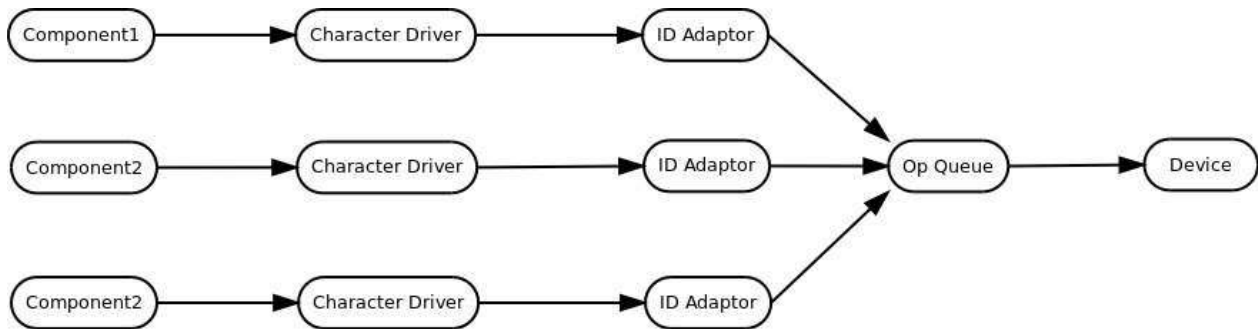 Component1 Character Driver ID Adaptor
Component2 Character Driver ID Adaptor Op Queue Device
Component2 Character Driver ID Adaptor